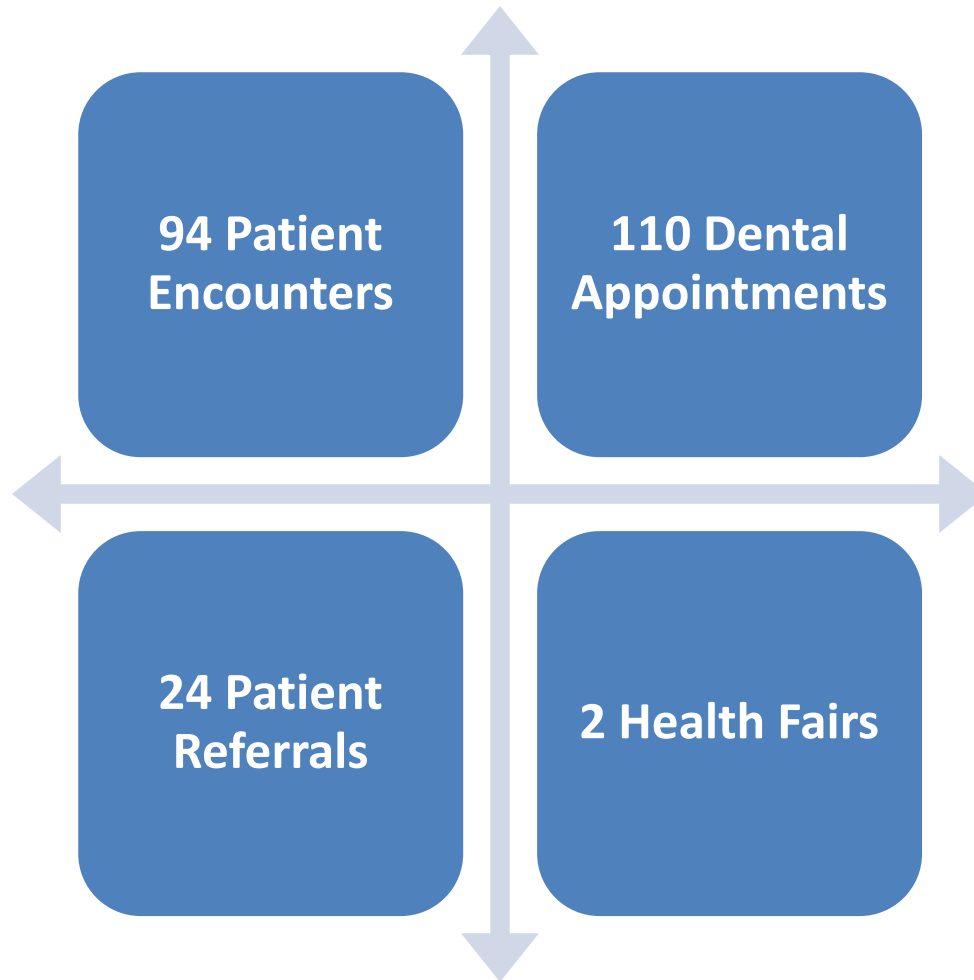 94 Patient
Encounters
110 Dental
Appointments
24 Patient
Referrals
2 Health Fairs